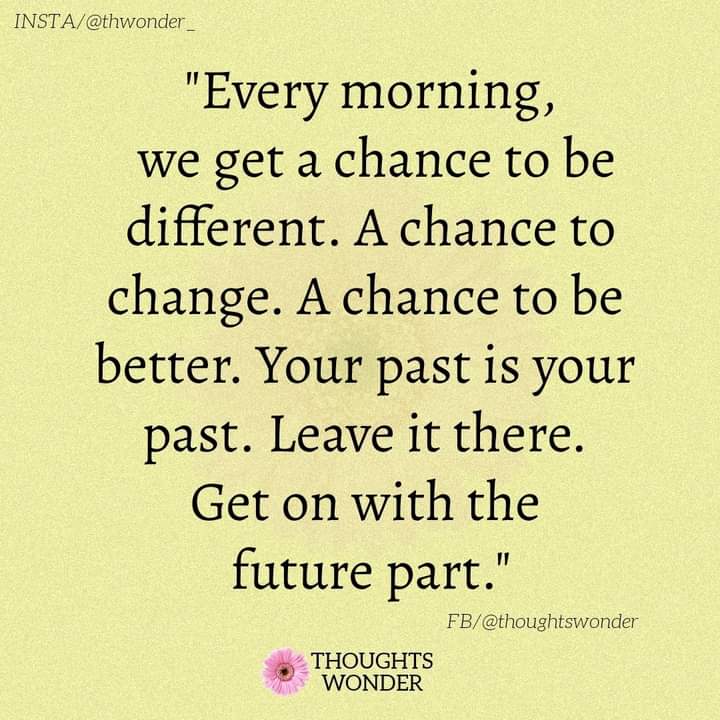 INSTA/@thwonder_
"Every morning,
we get a chance to be
different. A chance to
change. A chance to be
better. Your past is your
past. Leave it there.
Get on with the
future part."
FB/@thoughtswonder
THOUGHTS
WONDER